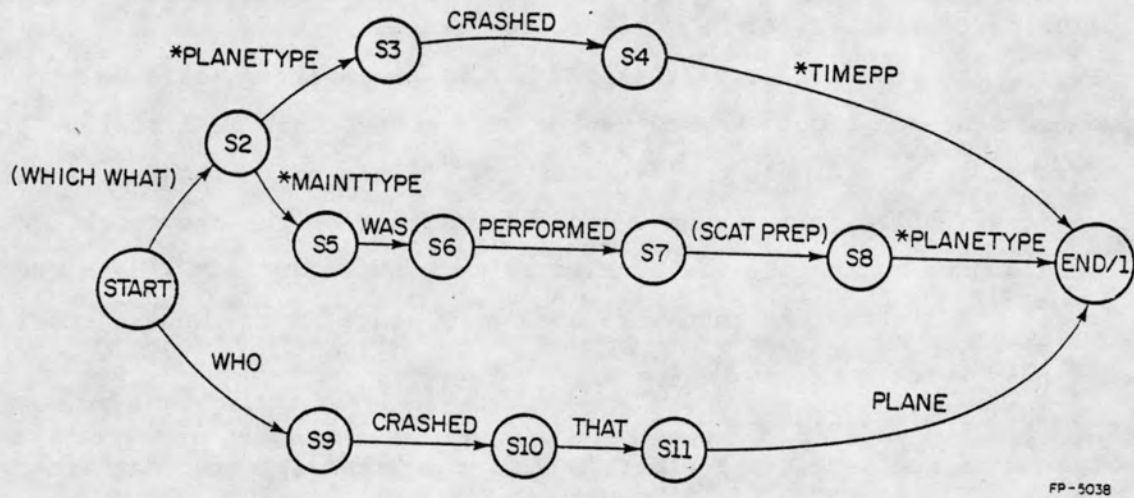 CRASHED
S3
S4
*PLANETYPE
*TIMEPP
S2
(WHICH WHAT)
*MAINTTYPE
WAS
PERFORMED
(SCAT PREP)
*PLANETYPE
S5
S6
S7
S8
END/1
START
WHO
CRASHED
THAT
PLANE
S9
S10
S11
FP-5038